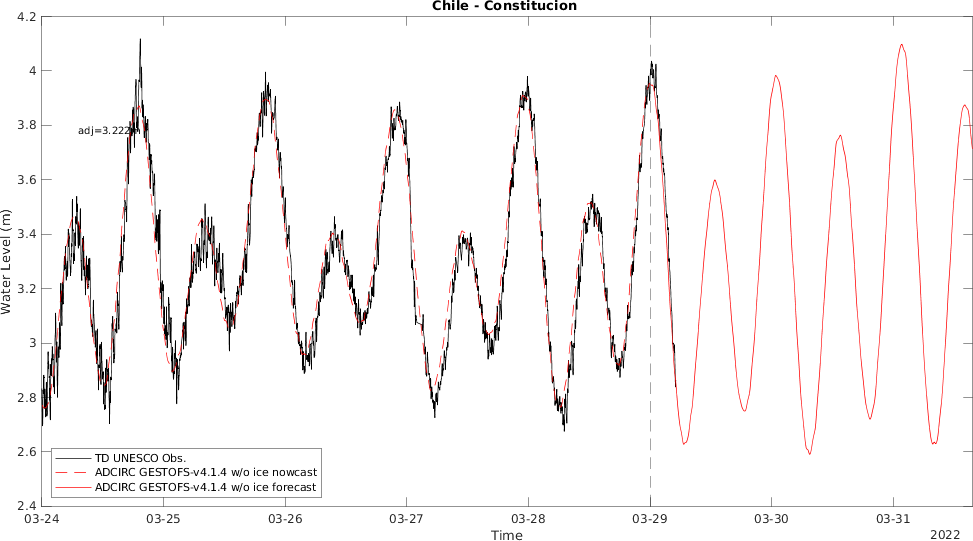 Chile - Constitucion
4.2
4
3.8
3.6
3.4
3.2
3
2.8
2.6
2.4
Water Level (m)
adj=3.222m
TD UNESCO Obs.
ADCIRC GESTOFS-v4.1.4 w/o ice nowcast
ADCIRC GESTOFS-v4.1.4 w/o ice forecast
03-24 03-25 03-26 03-27 03-28 03-29 03-30 03-31
Time
2022